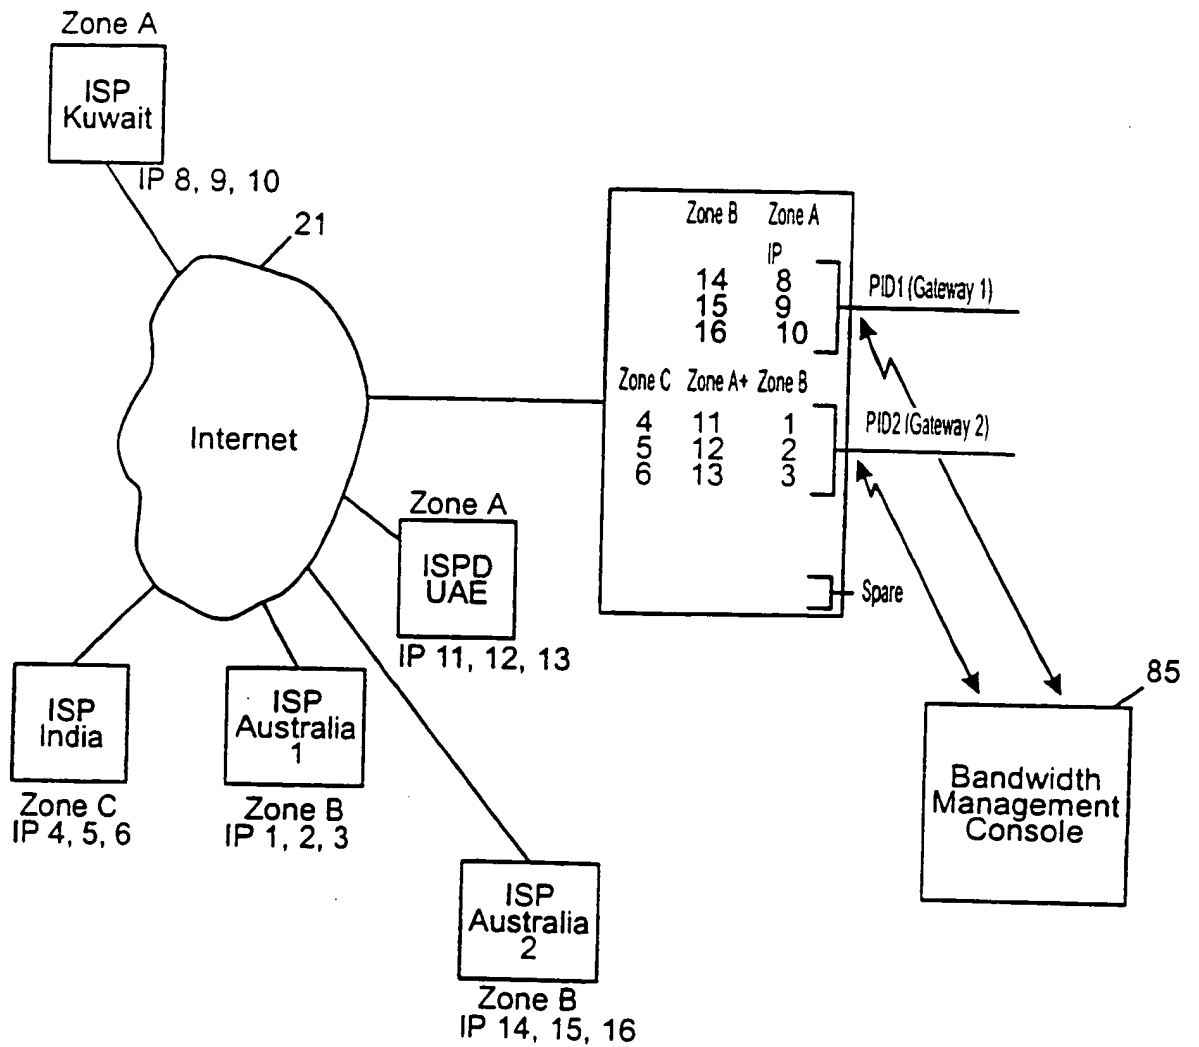 Zone A
ISP
Kuwait
IP 8, 9, 10
21
Internet
Zone A
ISPD
UAE
IP 11, 12, 13
ISP
India
Zone C
IP 4, 5, 6
ISP
Australia
1
Zone B
IP 1, 2, 3
ISP
Australia
2
Zone B
IP 14, 15, 16
Zone B Zone A
IP
14 8
15 9
16 10
PID1 (Gateway 1)
Zone C Zone A+ Zone B
4 11 1
5 12 2
6 13 3
PID2 (Gateway 2)
Spare
85
Bandwidth
Management
Console